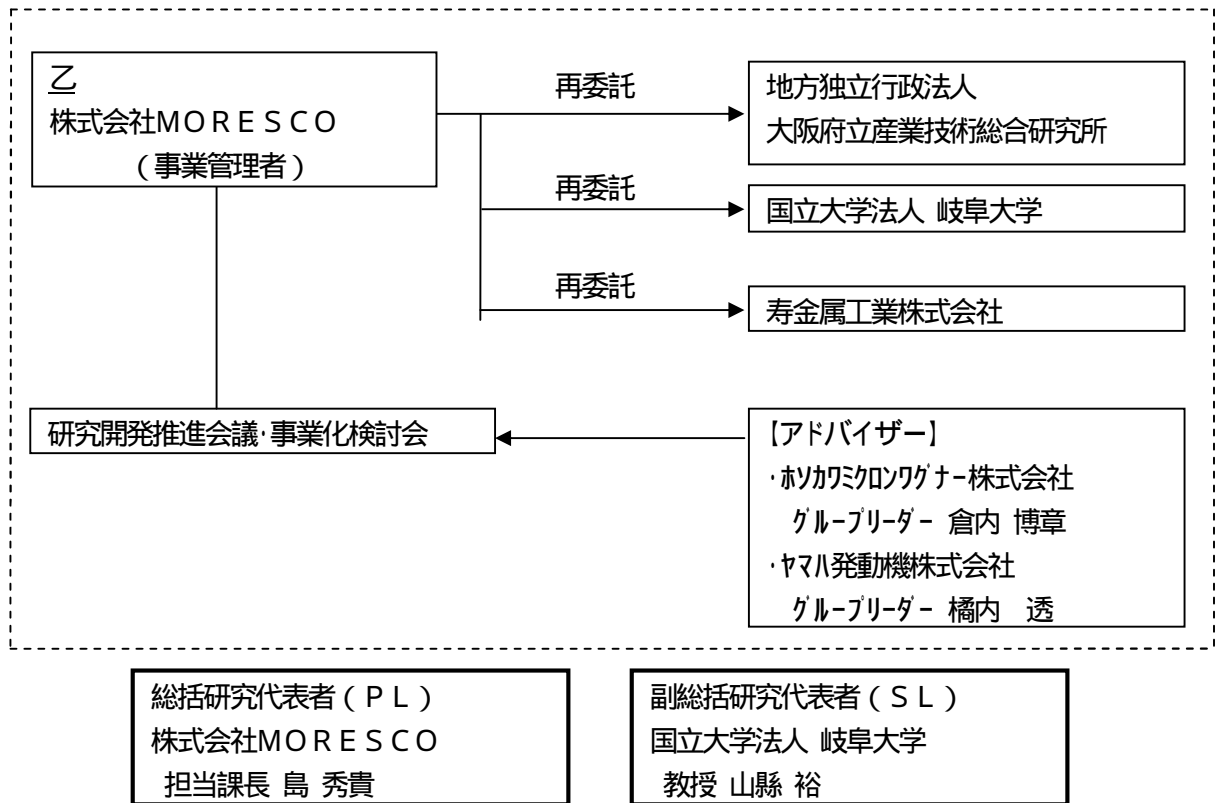 乙
株式会社MORESCO
(事業管理者)
再委託
地方独立行政法人
大阪府立産業技術総合研究所
再委託
国立大学法人 岐阜大学
再委託
寿金属工業株式会社
研究開発推進会議・事業化検討会
【アドバイザー】
・ﾎｿｶﾜﾐｸﾛﾝﾜｸﾞﾅｰ株式会社
ｸﾞﾙｰﾌﾟﾘｰﾀﾞｰ 倉内 博章
・ﾔﾏﾊ発動機株式会社
ｸﾞﾙｰﾌﾟﾘｰﾀﾞｰ 橘内 透
総括研究代表者(PL)
株式会社MORESCO
担当課長 島 秀貴
副総括研究代表者(SL)
国立大学法人 岐阜大学
教授 山縣 裕